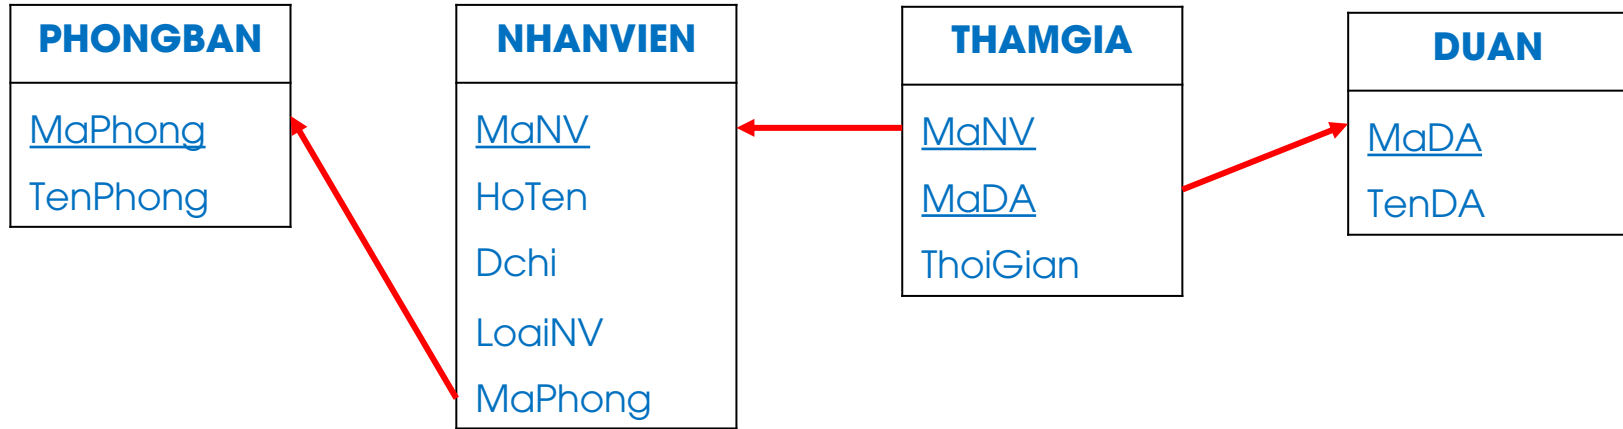 PHONGBAN
MaPhong
TenPhong
NHANVIEN
MaNV
HoTen
Dchi
LoaiNV
MaPhong
THAMGIA
MaNV
MaDA
ThoiGian
DUAN
MaDA
TenDA